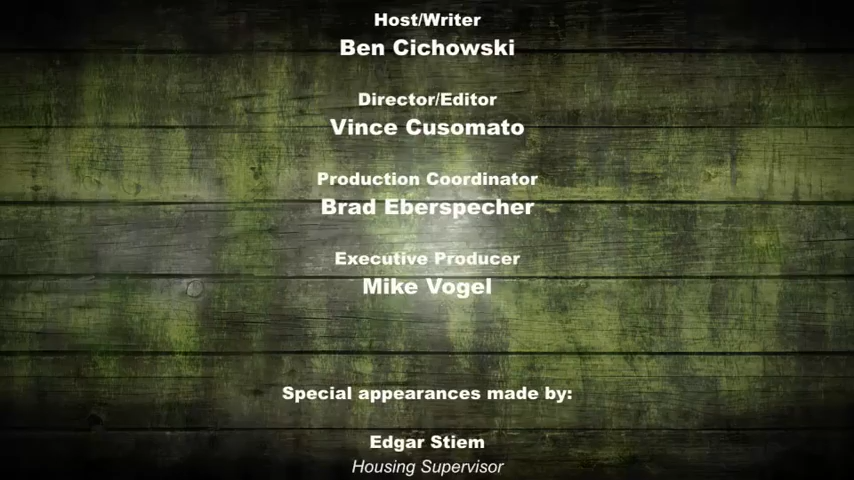 Host/Writer
Ben Cichowski
Director/Editor
Vince Cusomato
Production Coordinator
Brad Eberspecher
Executive Producer
Mike Vogel
Special appearances made by:
Edgar Stiem
Housing Supervisor